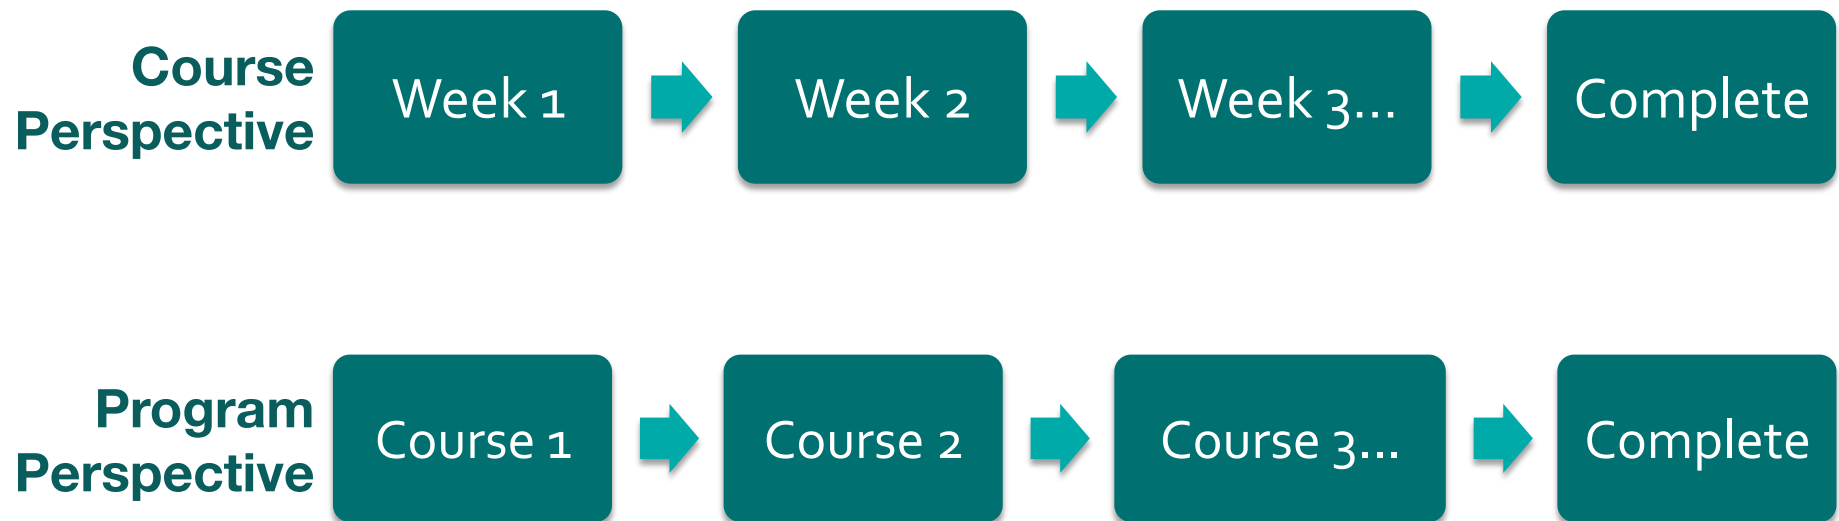 Course
Perspective
Week 1
Week 2
Week 3...
Complete
Program
Perspective
Course 1
Course 2
Course 3...
Complete